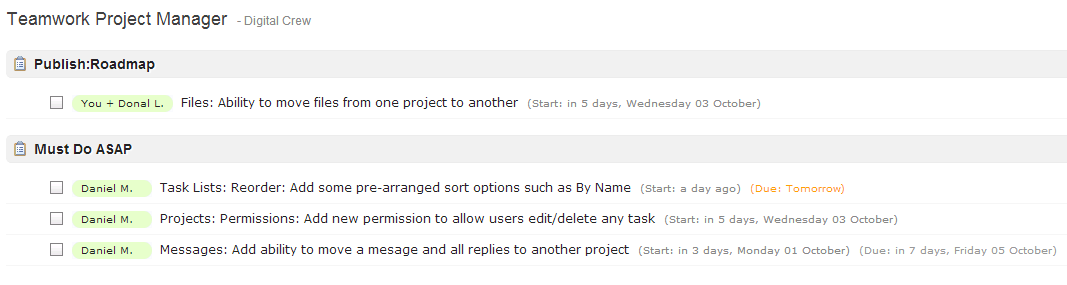 Teamwork Project Manager - Digital Crew
Publish:Roadmap
You + Donal L. Files: Ability to move files from one project to another (Start: in 5 days, Wednesday 03 October)
Must Do ASAP
Daniel M. Task Lists: Reorder: Add some pre-arranged sort options such as By Name (Start: a day ago) (Due: Tomorrow)
Daniel M. Projects: Permissions: Add new permission to allow users edit/delete any task (Start: in 5 days, Wednesday 03 October)
Daniel M. Messages: Add ability to move a mesage and all replies to another project (Start: in 3 days, Monday 01 October) (Due: in 7 days, Friday 05 October)